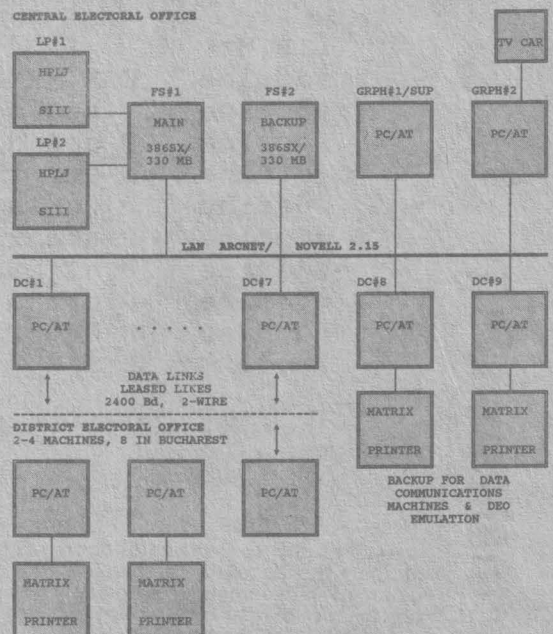 CENTRAL ELECTORAL OFFICE
TV CAR
LP#1
HPLJ
SIII
FS#1
FS#2
GRPH#1/SUP
GRPH#2
MAIN
386SX/
330 MB
BACKUP
386SX/
330 MB
PC/AT
PC/AT
LP#2
HPLJ
SIII
LAN ARCNET/ NOVELL 2.15
DC#1
DC#7
DC#8
DC#9
PC/AT
. . . . .
PC/AT
PC/AT
PC/AT
DATA LINKS
LEASED LIKES
2400 Bd, 2-WIRE
MATRIX
PRINTER
MATRIX
PRINTER
DISTRICT ELECTORAL OFFICE
2-4 MACHINES, 8 IN BUCHAREST
BACKUP FOR DATA
COMMUNICATIONS
MACHINES & DEO
EMULATION
PC/AT
PC/AT
PC/AT
MATRIX
PRINTER
MATRIX
PRINTER